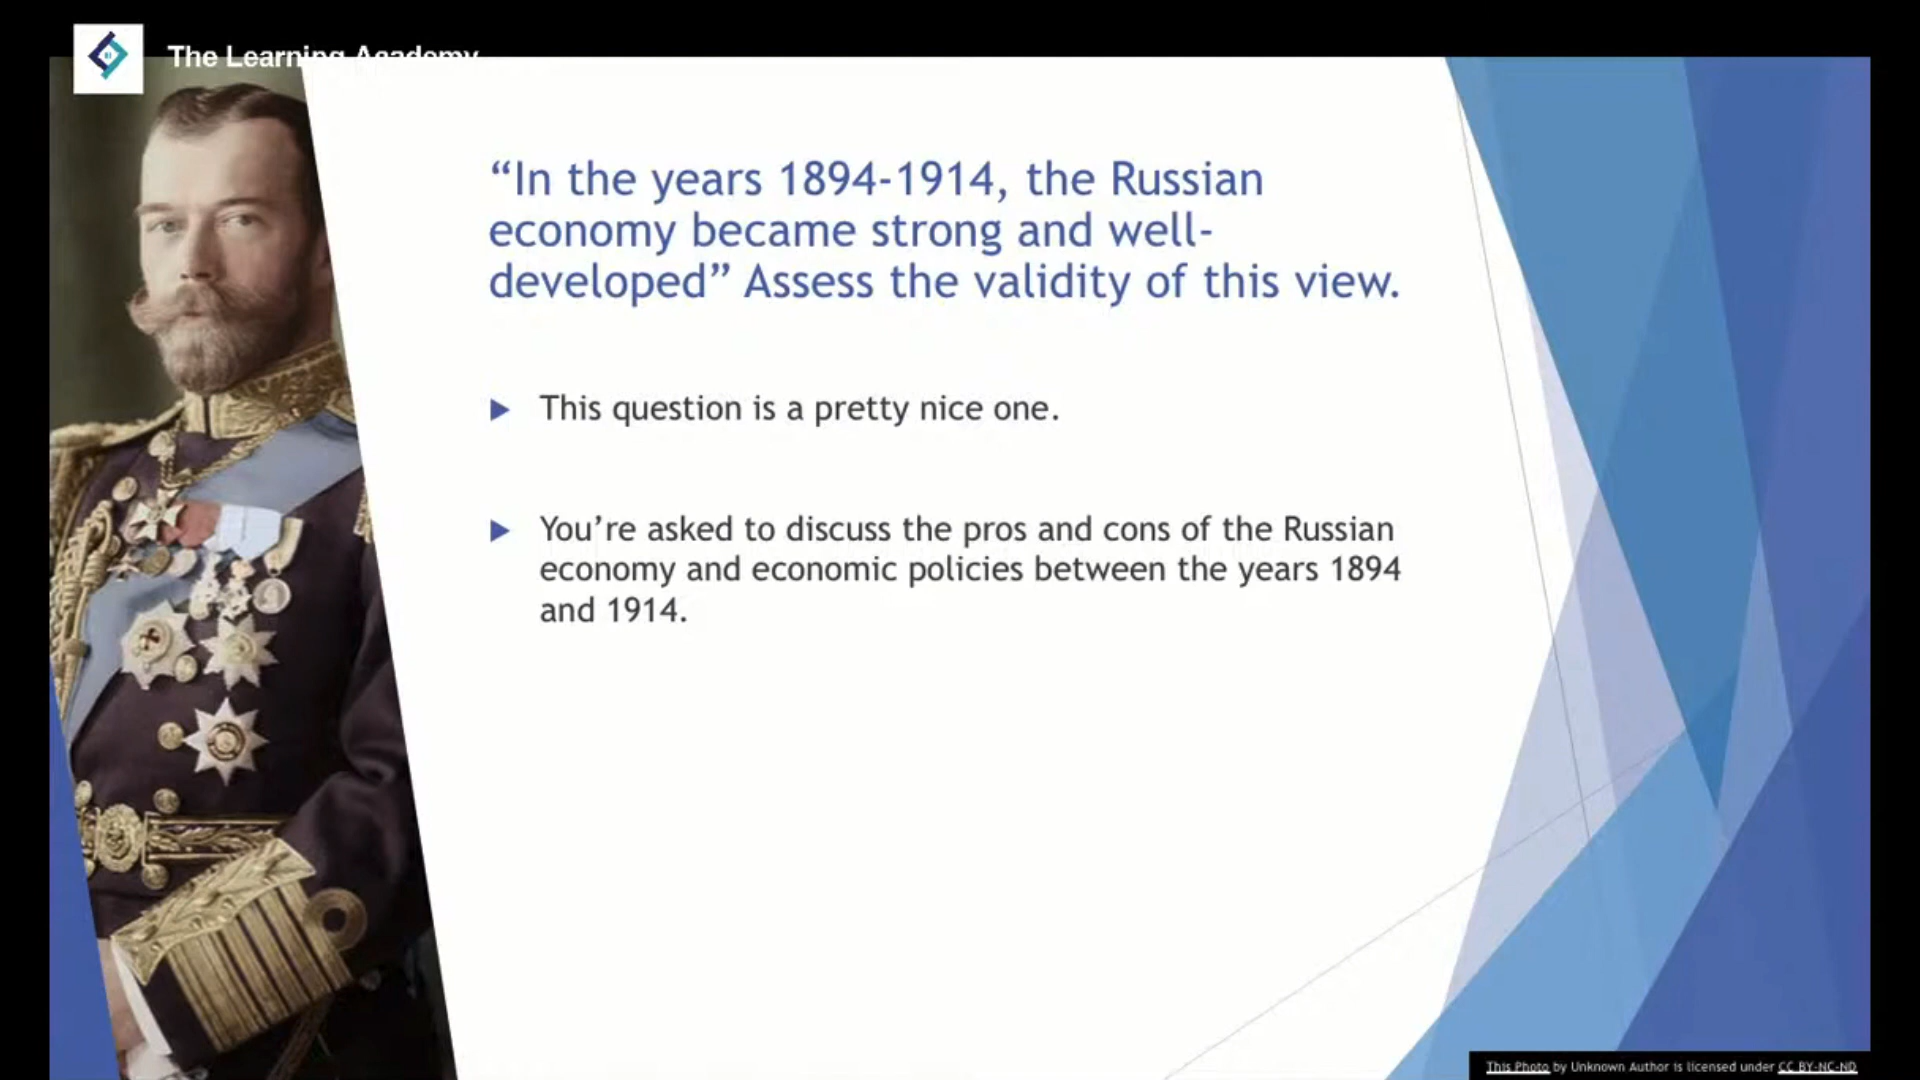 The Learning Academy
“In the years 1894-1914, the Russian
economy became strong and well-
developed” Assess the validity of this view.
This question is a pretty nice one.
You’re asked to discuss the pros and cons of the Russian
economy and economic policies between the years 1894
and 1914.
This Photo by Unknown Author is licensed under CC BY-NC-ND